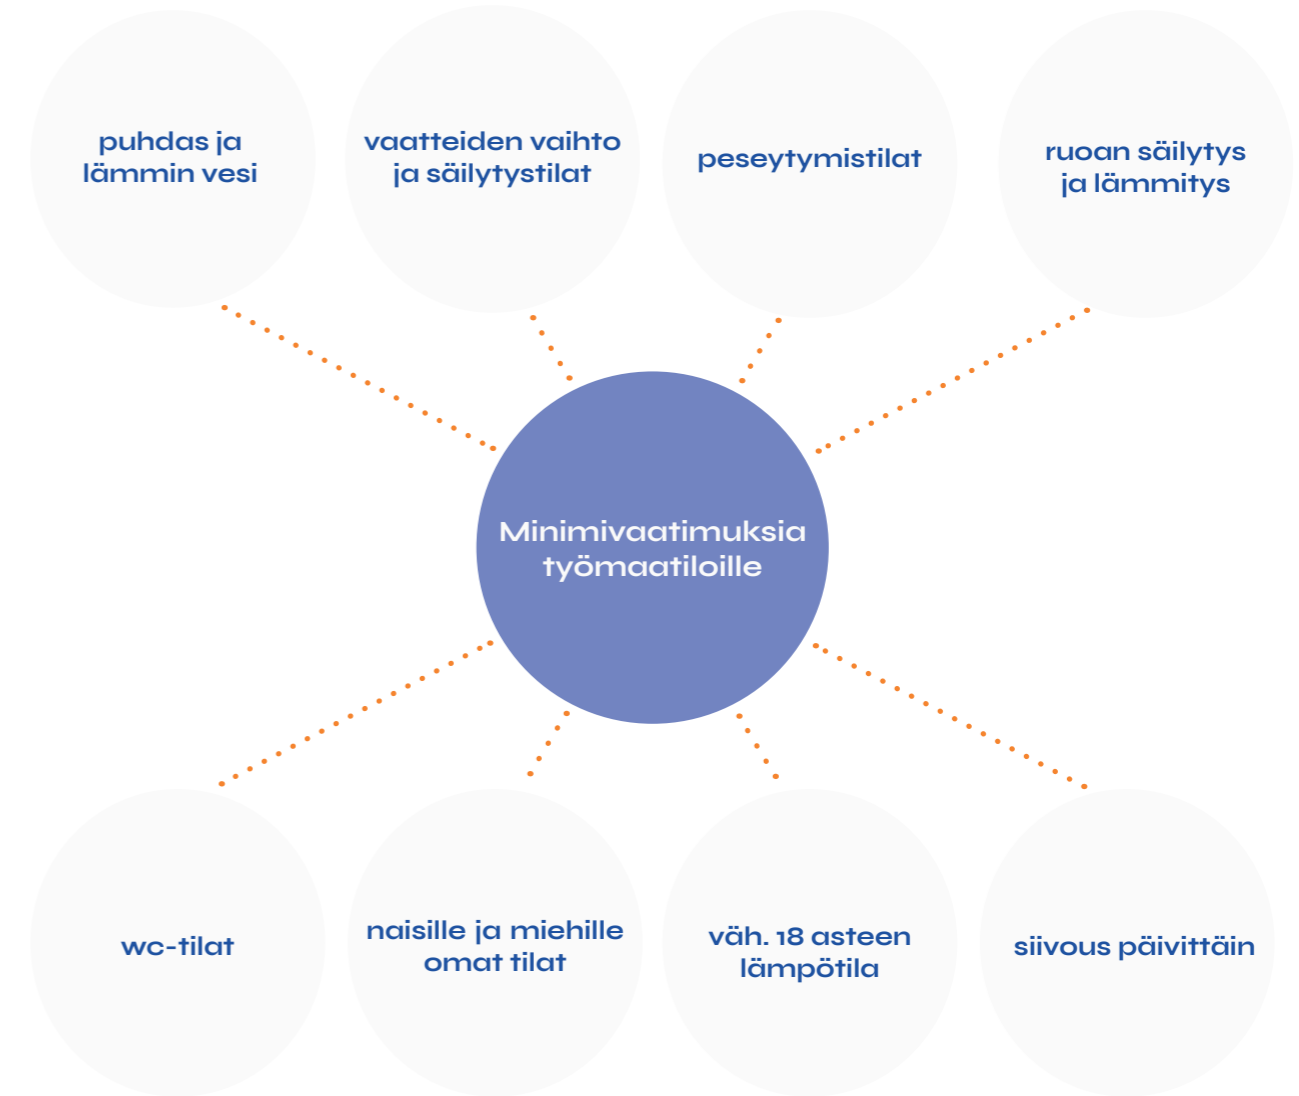 puhdas ja
lämmin vesi
vaatteiden vaihto
ja säilytystilat
peseytymistilat
ruoan säilytys
ja lämmitys
Minimivaatimuksia
työmaatiloille
wc-tilat
naisille ja miehille
omat tilat
väh. 18 asteen
lämpötila
siivous päivittäin